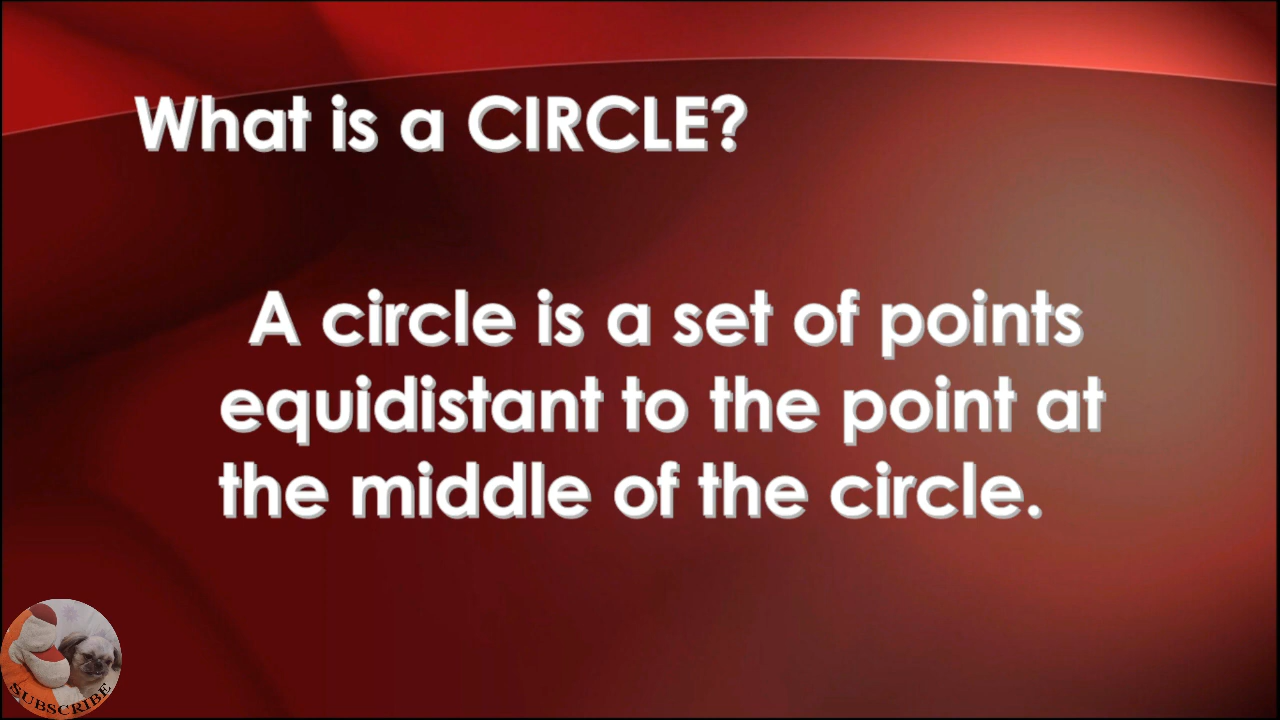 What is a CIRCLE?
A circle is a set of points
equidistant to the point at
the middle of the circle.
SUBSCRIBE